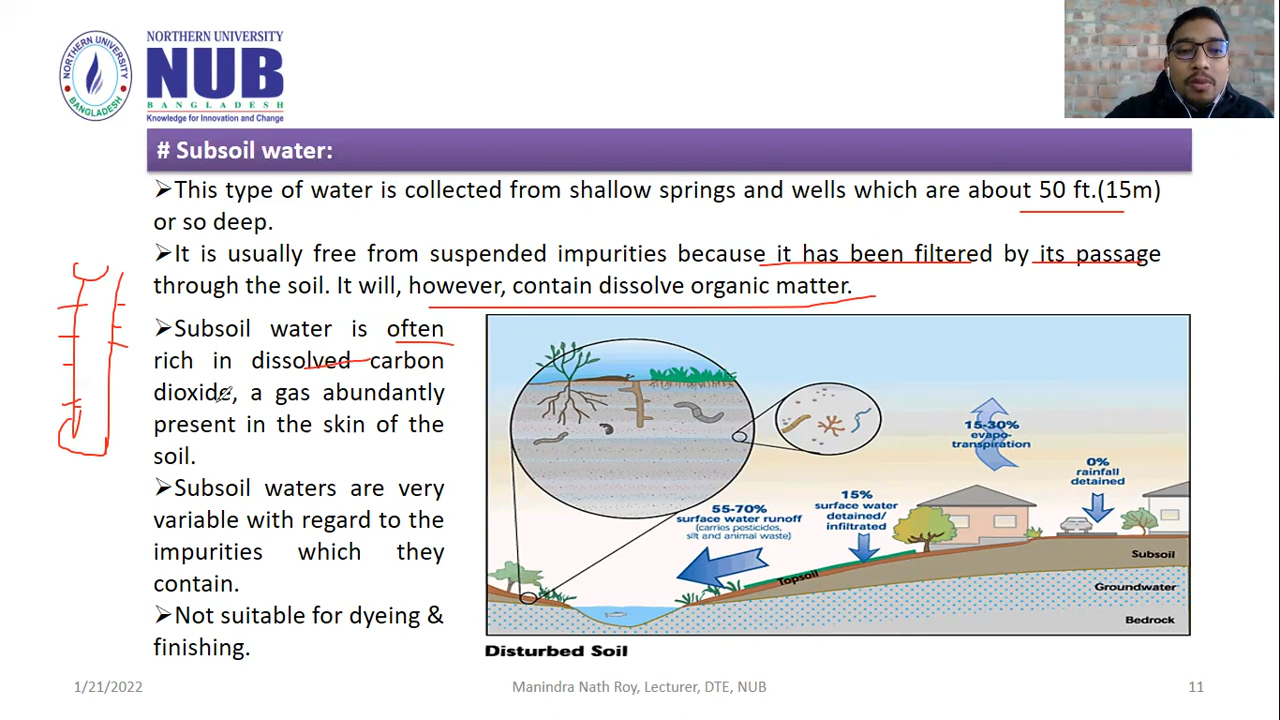 NORTHERN UNIVERSITY
BANGLADESH
NORTHERN UNIVERSITY
NUB
BANGLADESH
Knowledge for Innovation and Change
# Subsoil water:
➢This type of water is collected from shallow springs and wells which are about 50 ft.(15m)
or so deep.
➢It is usually free from suspended impurities because it has been filtered by its passage
through the soil. It will, however, contain dissolve organic matter.
➢Subsoil water is often
rich in dissolved carbon
dioxide, a gas abundantly
present in the skin of the
soil.
➢Subsoil waters are very
variable with regard to the
impurities which they
contain.
➢Not suitable for dyeing &
finishing.
15-30%
evapo-
transpiration
0%
rainfall
detained
15%
surface water
detained/
infiltrated
55-70%
surface water runoff
(carries pesticides,
silt and animal waste)
Topsoil
Subsoil
Groundwater
Bedrock
Disturbed Soil
1/21/2022
Manindra Nath Roy, Lecturer, DTE, NUB
11